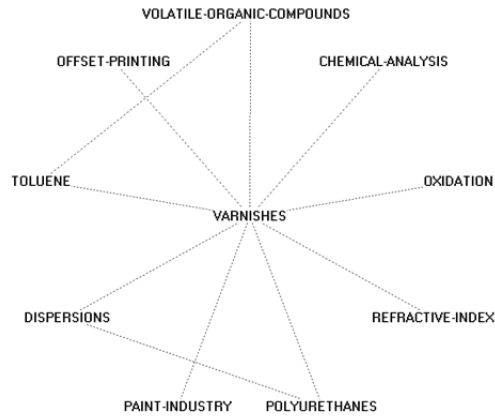 VOLATILE-ORGANIC-COMPOUNDS
OFFSET-PRINTING
CHEMICAL-ANALYSIS
TOLUENE
OXIDATION
VARNISHES
DISPERSIONS
REFRACTIVE-INDEX
PAINT-INDUSTRY
POLYURETHANES